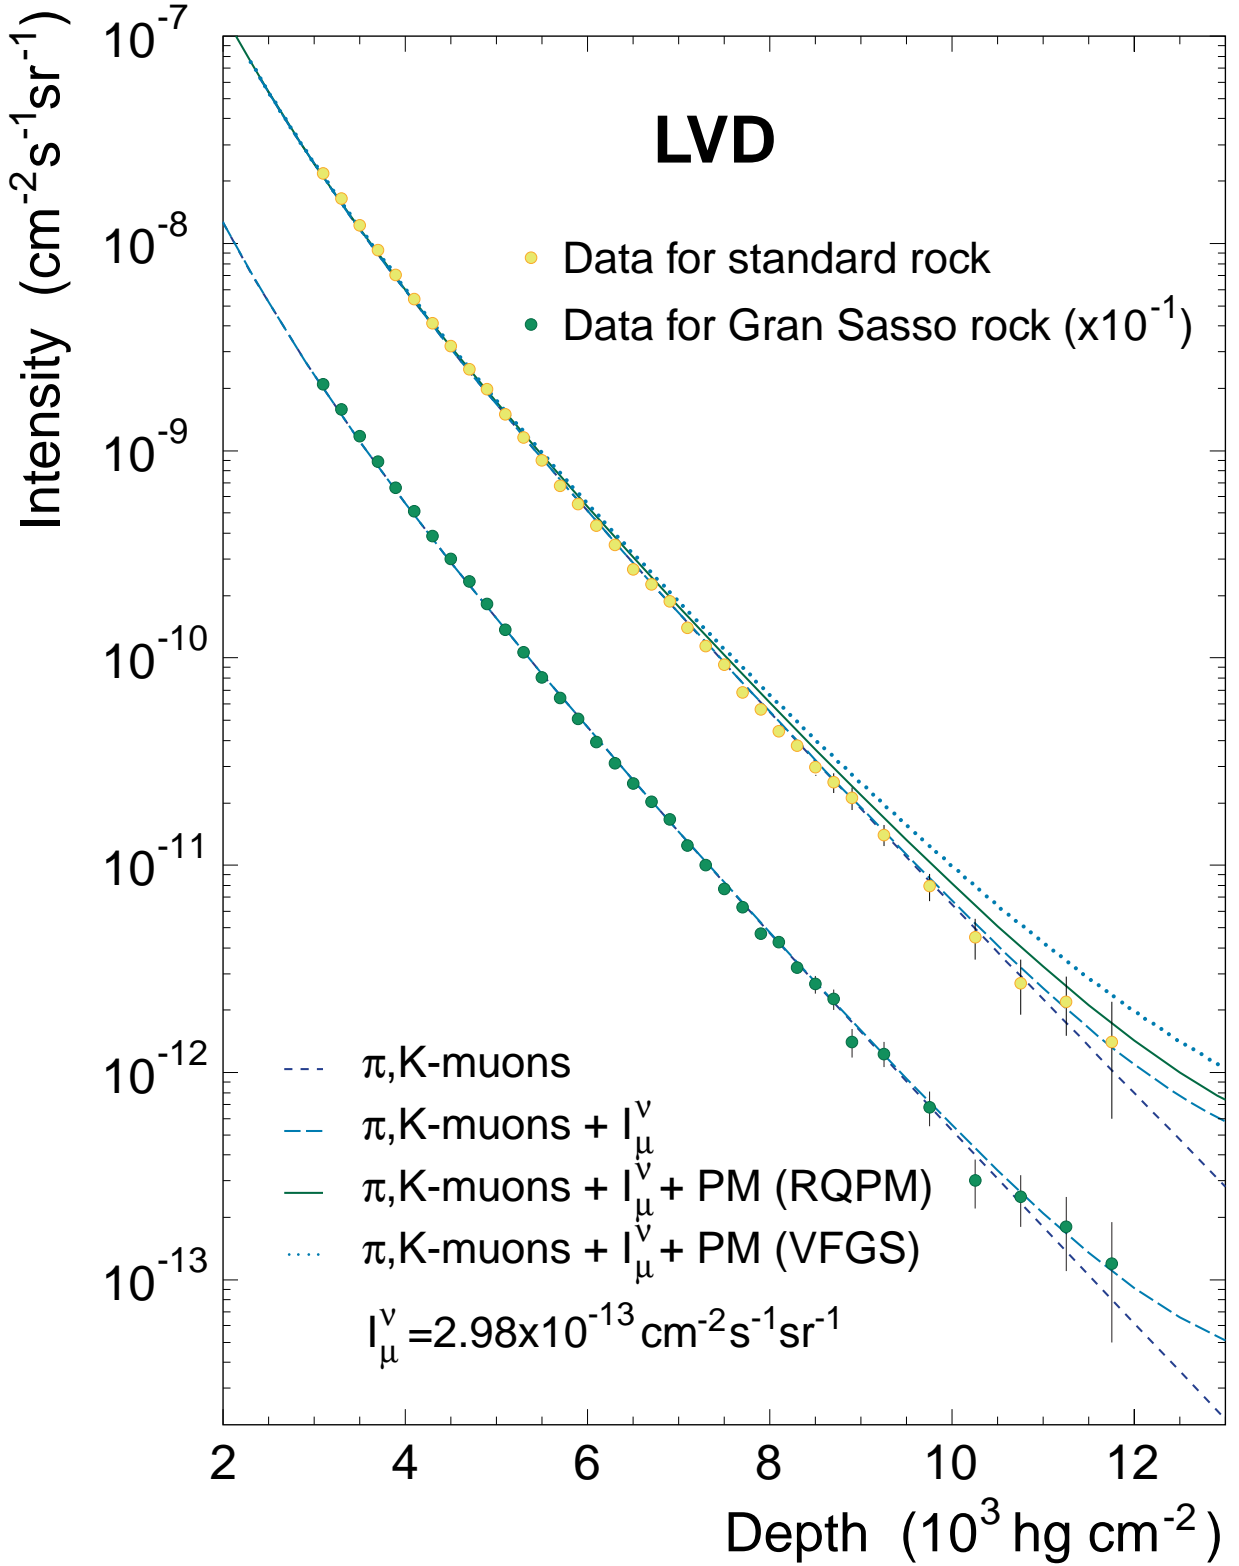 Intensity (cm⁻²s⁻¹sr⁻¹)
10⁻⁷
10⁻⁸
10⁻⁹
10⁻¹⁰
10⁻¹¹
10⁻¹²
10⁻¹³
LVD
Data for standard rock
Data for Gran Sasso rock (x10⁻¹)
π,K-muons
π,K-muons + I_μ^ν
π,K-muons + I_μ^ν + PM (RQPM)
π,K-muons + I_μ^ν + PM (VFGS)
I_μ^ν =2.98x10⁻¹³ cm⁻²s⁻¹sr⁻¹
2 4 6 8 10 12
Depth (10³ hg cm⁻²)